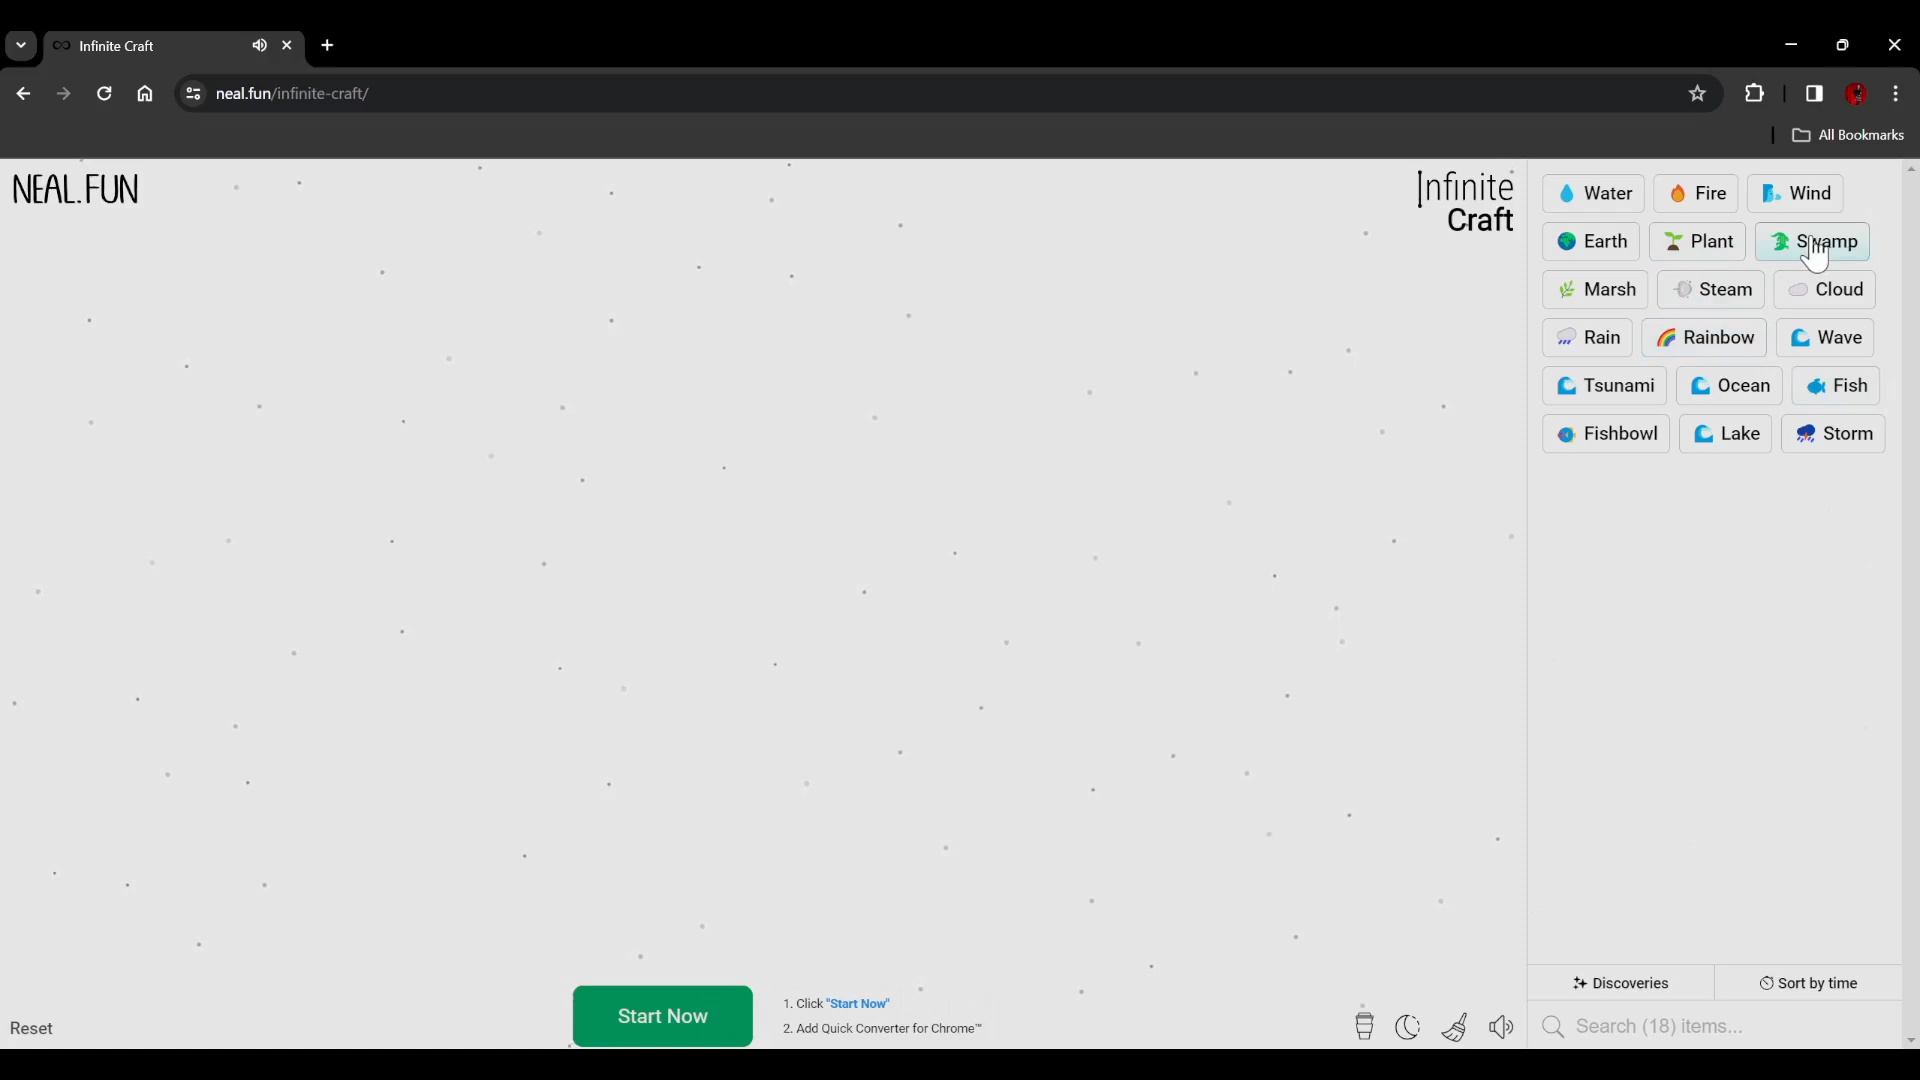 Infinite Craft
neal.fun/infinite-craft/
All Bookmarks
NEAL.FUN
Infinite
Craft
Water Fire Wind
Earth Plant Swamp
Marsh Steam Cloud
Rain Rainbow Wave
Tsunami Ocean Fish
Fishbowl Lake Storm
Discoveries Sort by time
Search (18) items...
Reset
Start Now
1. Click "Start Now"
2. Add Quick Converter for Chrome™